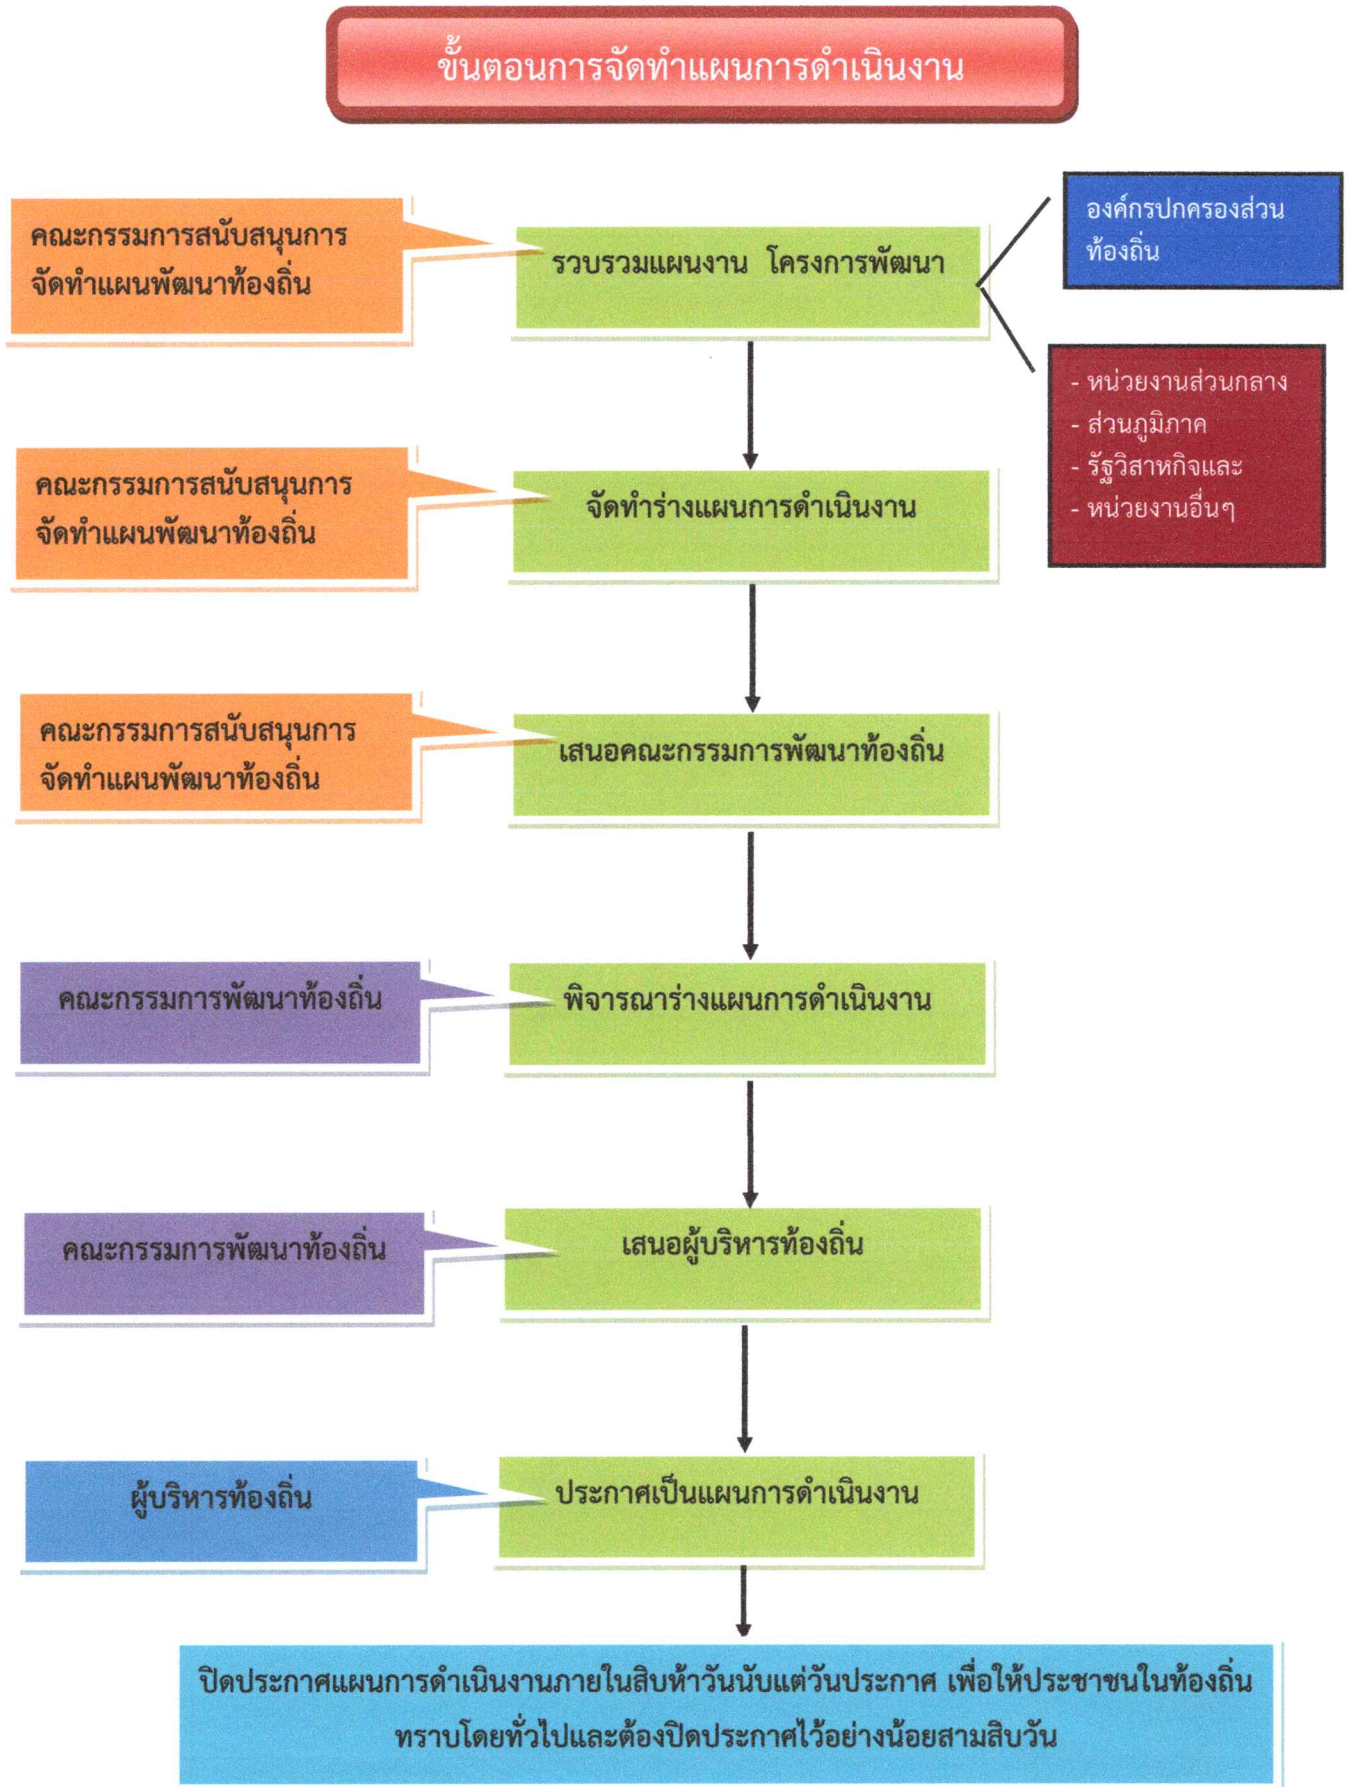 ขั้นตอนการจัดทำแผนการดำเนินงาน
คณะกรรมการสนับสนุนการ
จัดทำแผนพัฒนาท้องถิ่น
รวบรวมแผนงาน โครงการพัฒนา
องค์กรปกครองส่วน
ท้องถิ่น
- หน่วยงานส่วนกลาง
- ส่วนภูมิภาค
- รัฐวิสาหกิจและ
- หน่วยงานอื่นๆ
คณะกรรมการสนับสนุนการ
จัดทำแผนพัฒนาท้องถิ่น
จัดทำร่างแผนการดำเนินงาน
คณะกรรมการสนับสนุนการ
จัดทำแผนพัฒนาท้องถิ่น
เสนอคณะกรรมการพัฒนาท้องถิ่น
คณะกรรมการพัฒนาท้องถิ่น
พิจารณาร่างแผนการดำเนินงาน
คณะกรรมการพัฒนาท้องถิ่น
เสนอผู้บริหารท้องถิ่น
ผู้บริหารท้องถิ่น
ประกาศเป็นแผนการดำเนินงาน
ปิดประกาศแผนการดำเนินงานภายในสิบห้าวันนับแต่วันประกาศ เพื่อให้ประชาชนในท้องถิ่น
ทราบโดยทั่วไปและต้องปิดประกาศไว้อย่างน้อยสามสิบวัน